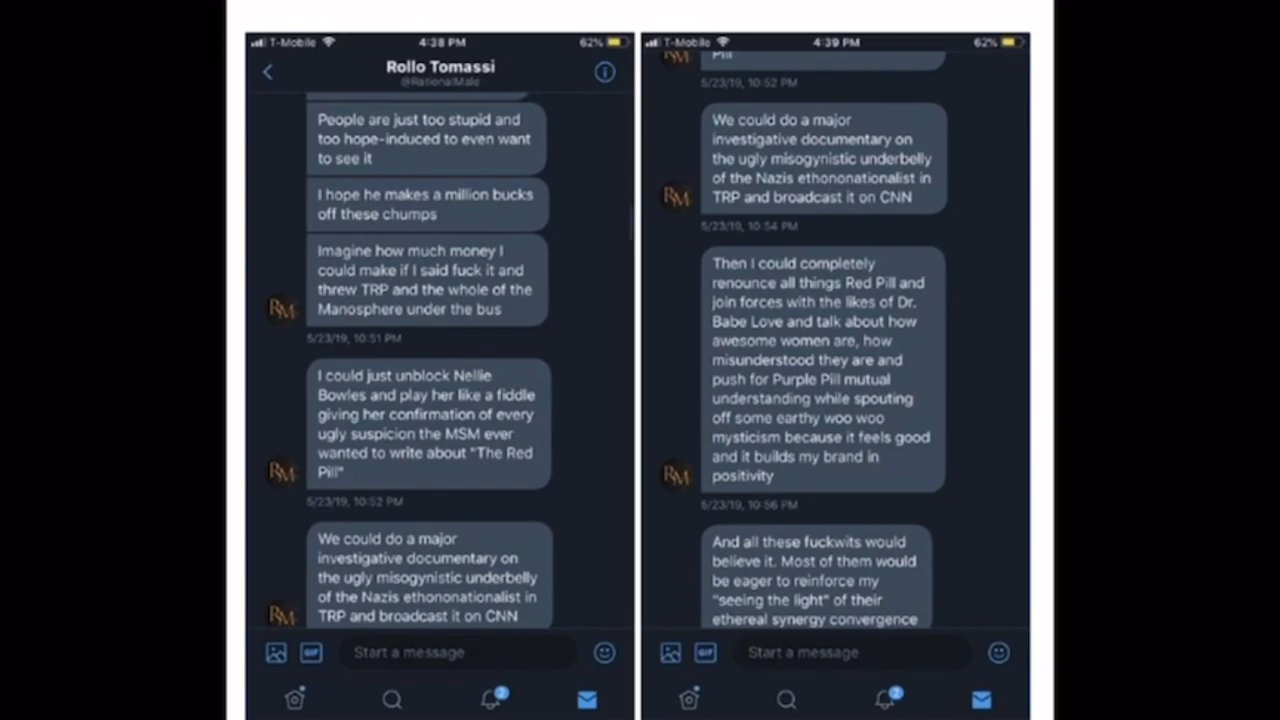 T-Mobile
4:38 PM
62%
Rollo Tomassi
@RationalMale
People are just too stupid and
too hope-induced to even want
to see it
I hope he makes a million bucks
off these chumps
Imagine how much money I
could make if I said fuck it and
threw TRP and the whole of the
Manosphere under the bus
RM
5/23/19, 10:51 PM
I could just unblock Nellie
Bowles and play her like a fiddle
giving her confirmation of every
ugly suspicion the MSM ever
wanted to write about "The Red
Pill"
RM
5/23/19, 10:52 PM
We could do a major
investigative documentary on
the ugly misogynistic underbelly
of the Nazis ethononationalist in
TRP and broadcast it on CNN
RM
GIF
Start a message
2
T-Mobile
4:39 PM
62%
RM
Pill
5/23/19, 10:52 PM
We could do a major
investigative documentary on
the ugly misogynistic underbelly
of the Nazis ethononationalist in
TRP and broadcast it on CNN
RM
5/23/19, 10:54 PM
Then I could completely
renounce all things Red Pill and
join forces with the likes of Dr.
Babe Love and talk about how
awesome women are, how
misunderstood they are and
push for Purple Pill mutual
understanding while spouting
off some earthy woo woo
mysticism because it feels good
and it builds my brand in
positivity
RM
5/23/19, 10:56 PM
And all these fuckwits would
believe it. Most of them would
be eager to reinforce my
"seeing the light" of their
ethereal synergy convergence
GIF
Start a message
2